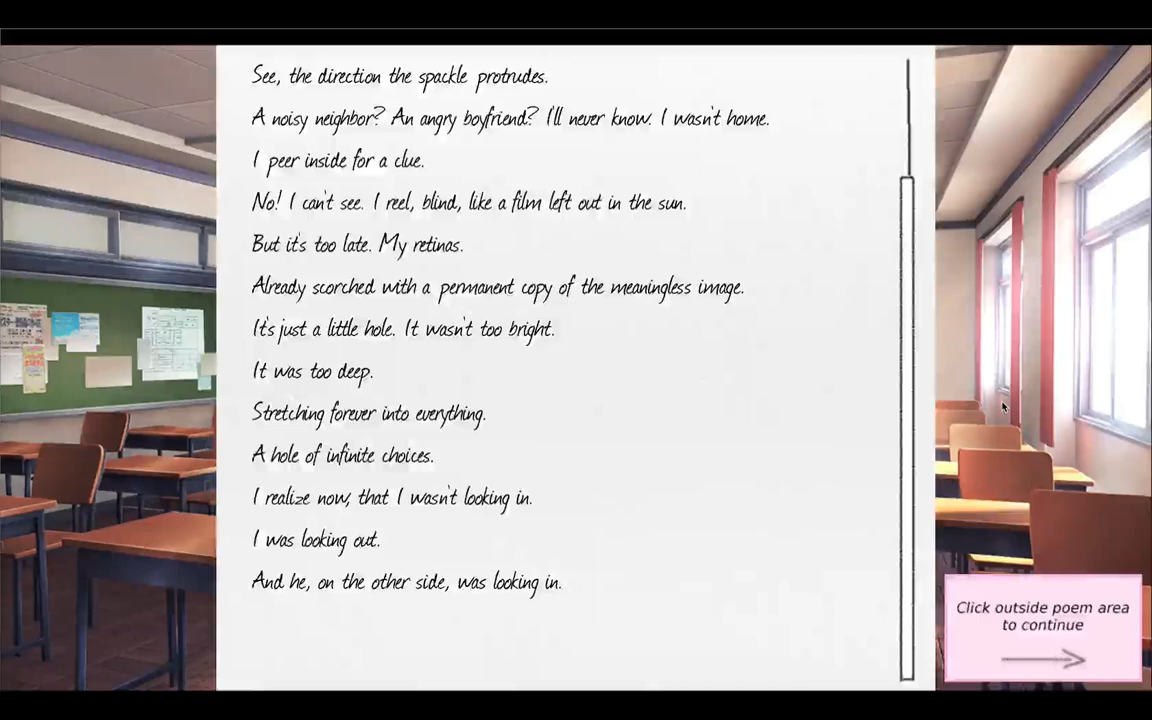 See, the direction the spackle protrudes.
A noisy neighbor? An angry boyfriend? I'll never know. I wasn't home.
I peer inside for a clue.
No! I can't see. I reel, blind, like a film left out in the sun.
But it's too late. My retinas.
Already scorched with a permanent copy of the meaningless image.
It's just a little hole. It wasn't too bright.
It was too deep.
Stretching forever into everything.
A hole of infinite choices.
I realize now, that I wasn't looking in.
I was looking out.
And he, on the other side, was looking in.
Click outside poem area
to continue